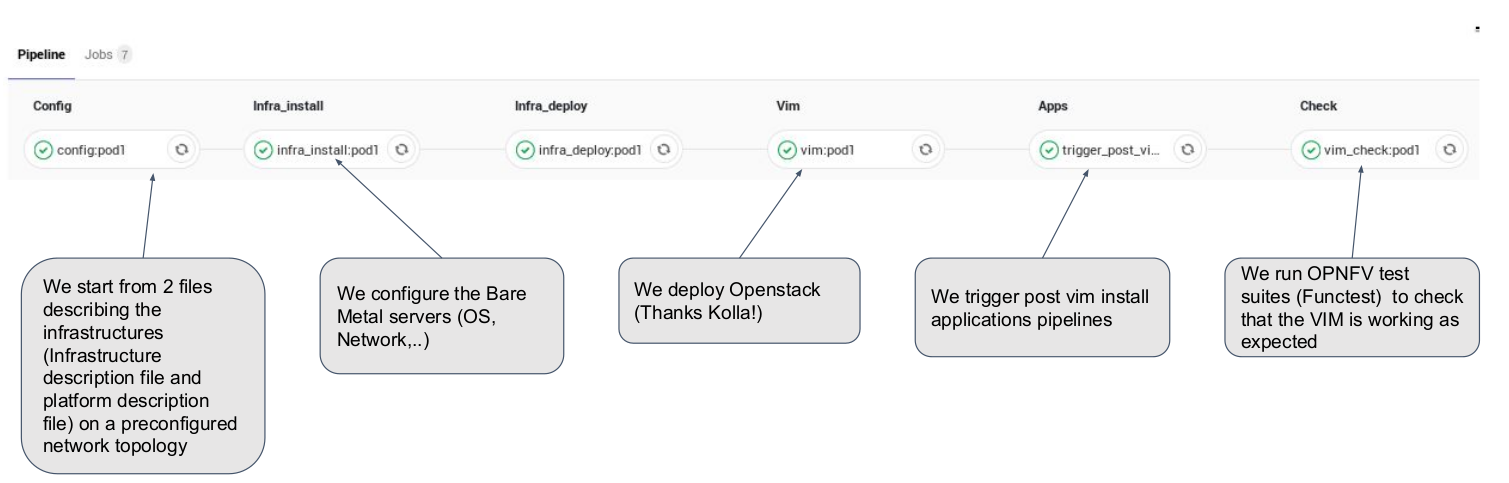 Pipeline Jobs 7
Config Infra_install Infra_deploy Vim Apps Check
config:pod1 infra_install:pod1 infra_deploy:pod1 vim:pod1 trigger_post_vi... vim_check:pod1
We start from 2 files
describing the
infrastructures
(Infrastructure
description file and
platform description
file) on a preconfigured
network topology
We configure the Bare
Metal servers (OS,
Network,..)
We deploy Openstack
(Thanks Kolla!)
We trigger post vim install
applications pipelines
We run OPNFV test
suites (Functest)  to check
that the VIM is working as
expected